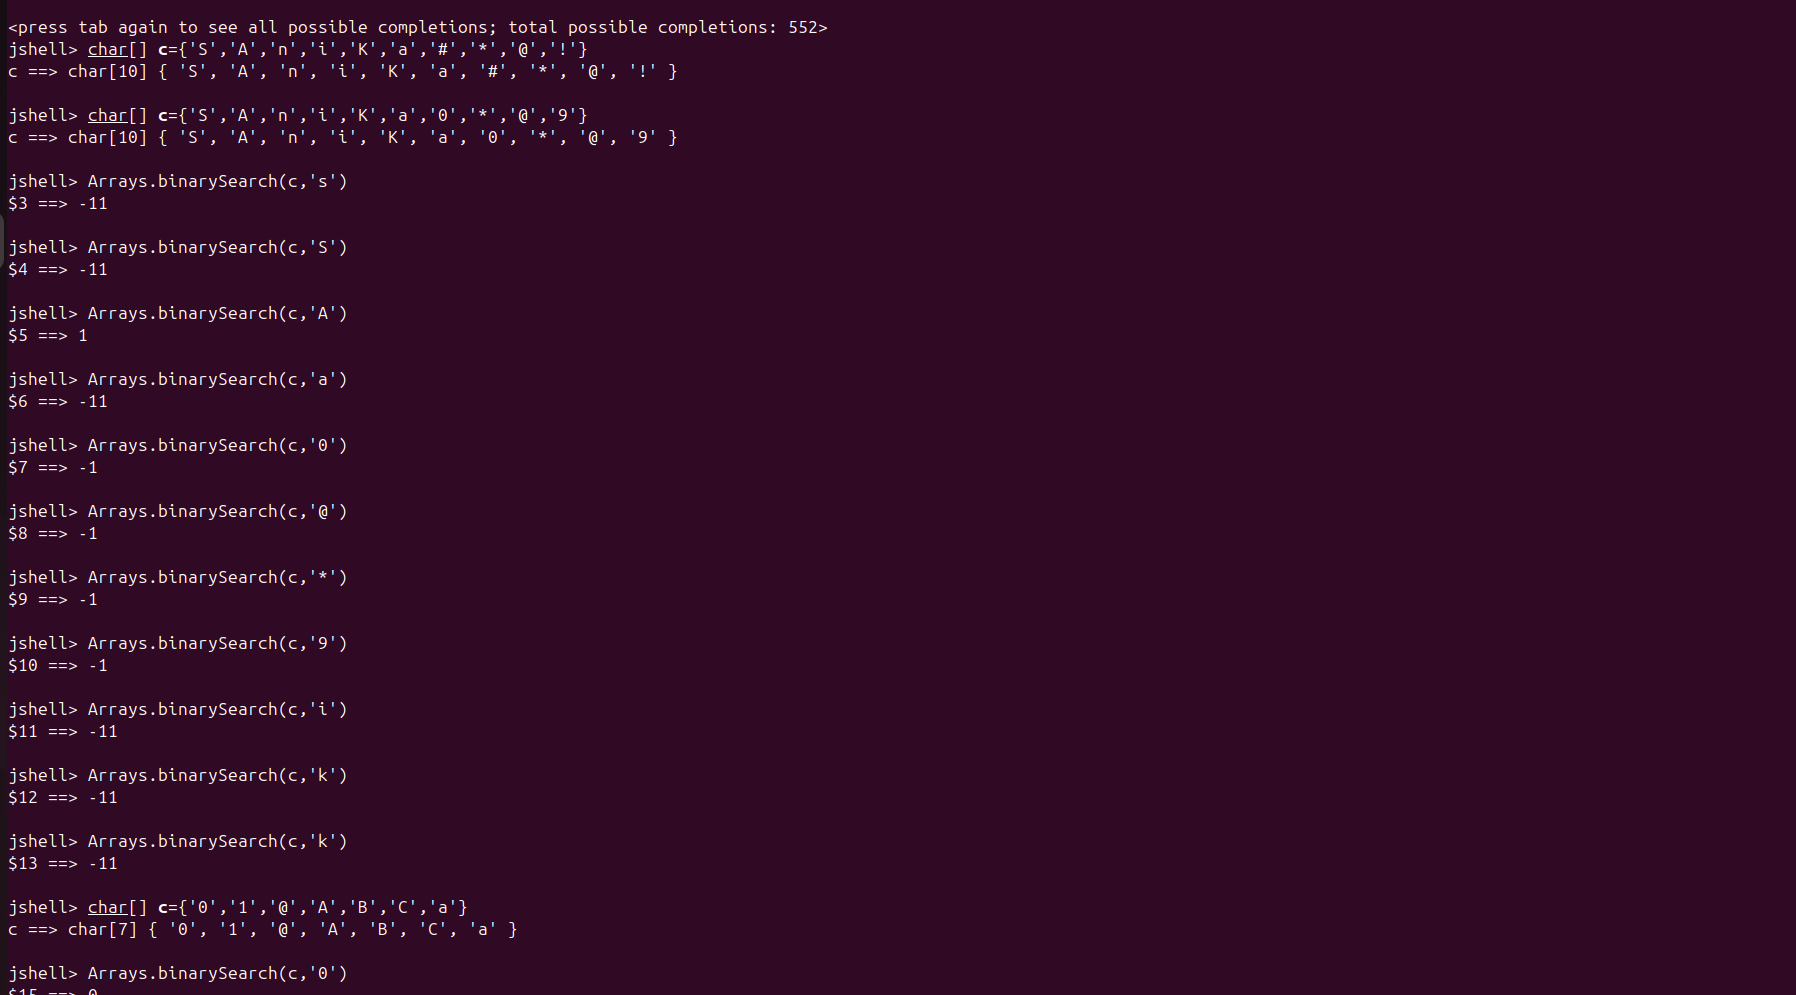 <press tab again to see all possible completions; total possible completions: 552>
jshell> char[] c={'S','A','n','i','K','a','#','*','@','!'}
c ==> char[10] { 'S', 'A', 'n', 'i', 'K', 'a', '#', '*', '@', '!' }
jshell> char[] c={'S','A','n','i','K','a','0','*','@','9'}
c ==> char[10] { 'S', 'A', 'n', 'i', 'K', 'a', '0', '*', '@', '9' }
jshell> Arrays.binarySearch(c,'s')
$3 ==> -11
jshell> Arrays.binarySearch(c,'S')
$4 ==> -11
jshell> Arrays.binarySearch(c,'A')
$5 ==> 1
jshell> Arrays.binarySearch(c,'a')
$6 ==> -11
jshell> Arrays.binarySearch(c,'0')
$7 ==> -1
jshell> Arrays.binarySearch(c,'@')
$8 ==> -1
jshell> Arrays.binarySearch(c,'*')
$9 ==> -1
jshell> Arrays.binarySearch(c,'9')
$10 ==> -1
jshell> Arrays.binarySearch(c,'i')
$11 ==> -11
jshell> Arrays.binarySearch(c,'k')
$12 ==> -11
jshell> Arrays.binarySearch(c,'k')
$13 ==> -11
jshell> char[] c={'0','1','@','A','B','C','a'}
c ==> char[7] { '0', '1', '@', 'A', 'B', 'C', 'a' }
jshell> Arrays.binarySearch(c,'0')
$15 ==> 0